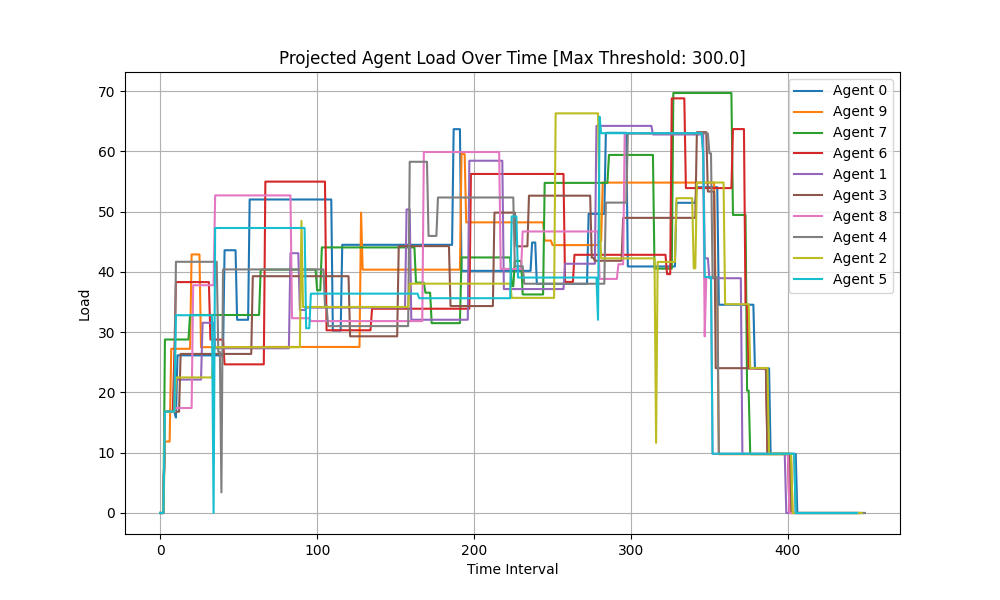 Projected Agent Load Over Time [Max Threshold: 300.0]
Load
70
60
50
40
30
20
10
0
0 100 200 300 400
Time Interval
Agent 0
Agent 9
Agent 7
Agent 6
Agent 1
Agent 3
Agent 8
Agent 4
Agent 2
Agent 5